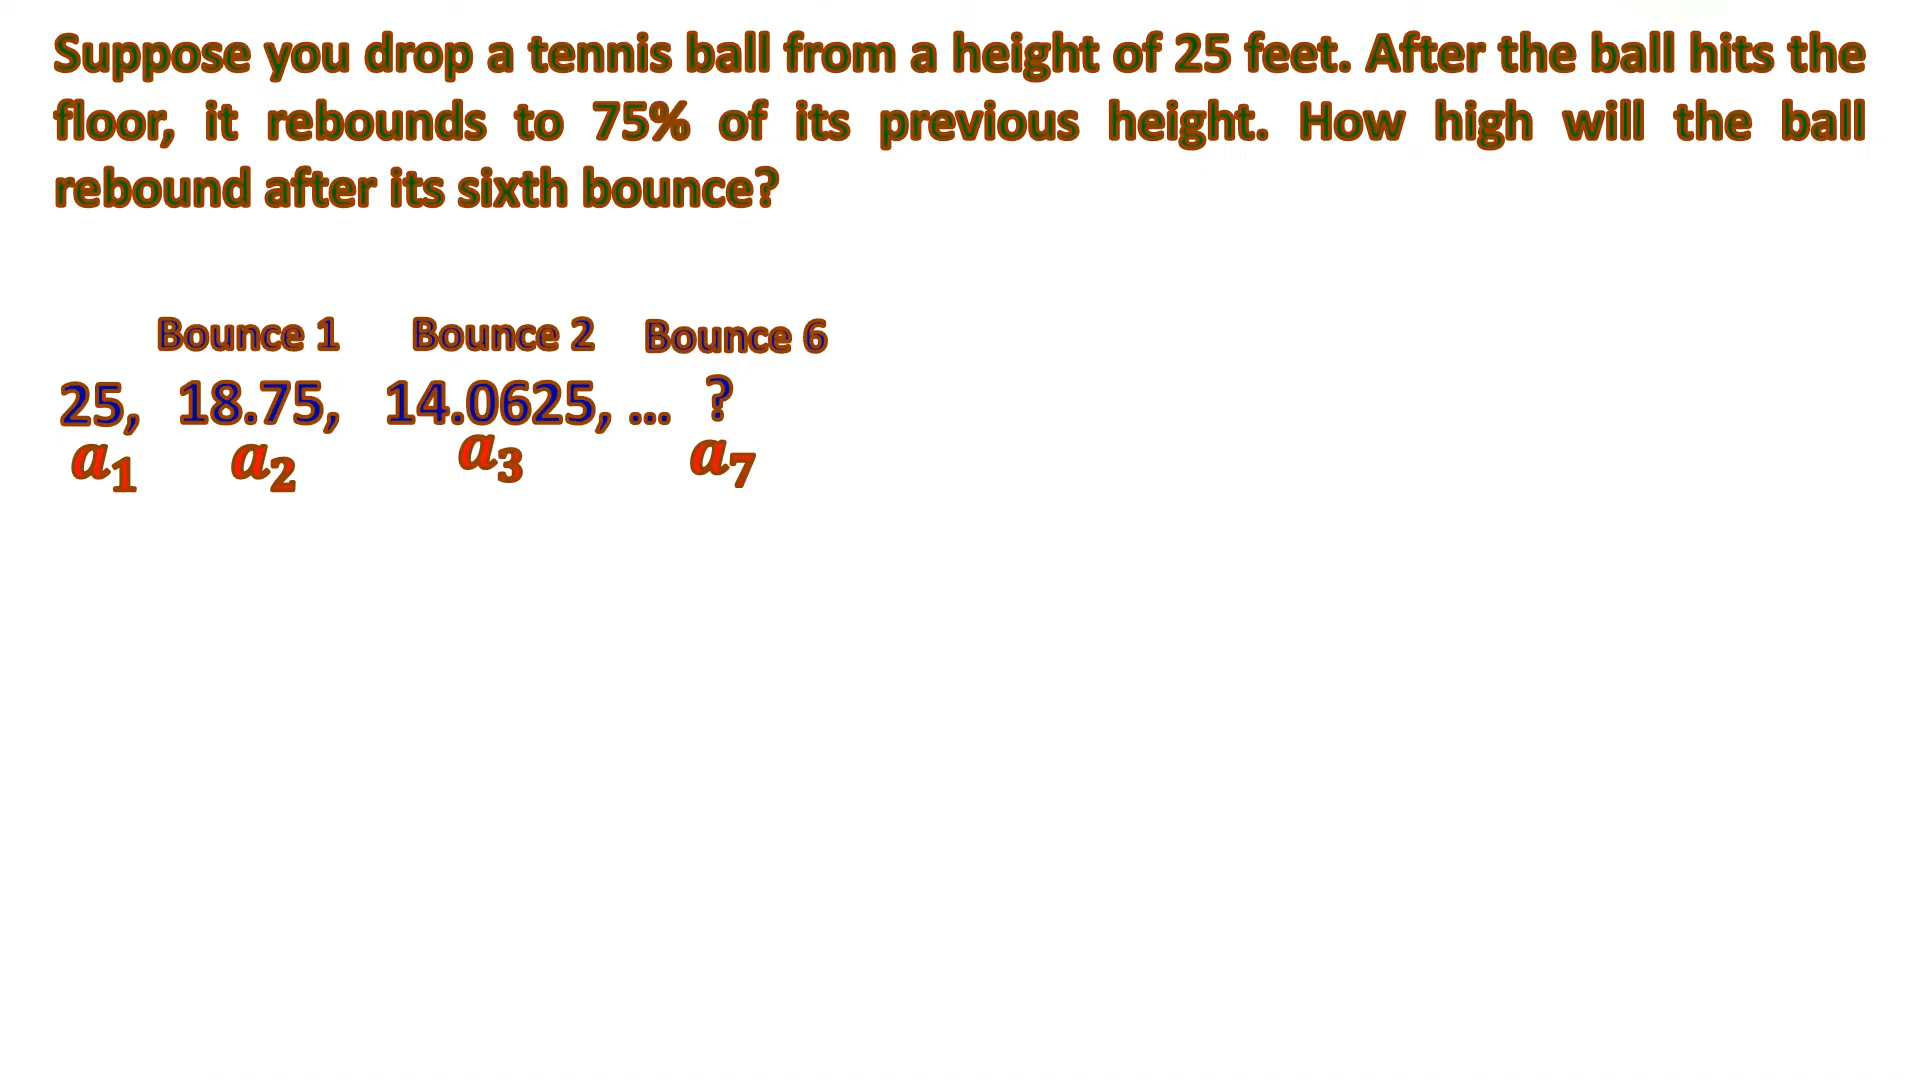 Suppose you drop a tennis ball from a height of 25 feet. After the ball hits the
floor, it rebounds to 75% of its previous height. How high will the ball
rebound after its sixth bounce?
Bounce 1 Bounce 2 Bounce 6
25, 18.75, 14.0625, ... ?
a₁ a₂ a₃ a₇